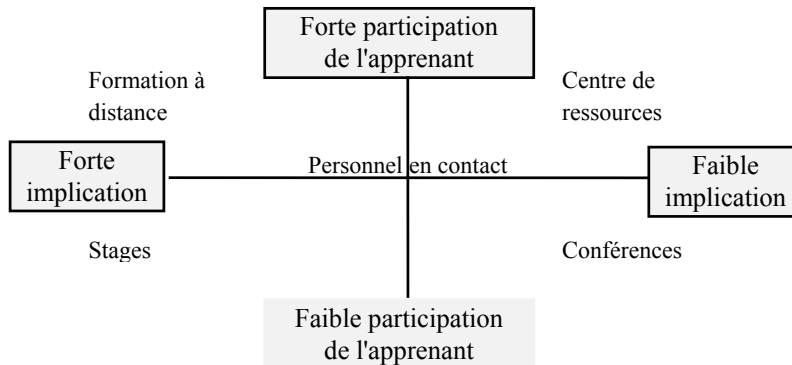 Forte participation
de l'apprenant
Formation à
distance
Centre de
ressources
Forte
implication
Personnel en contact
Faible
implication
Stages
Conférences
Faible participation
de l'apprenant